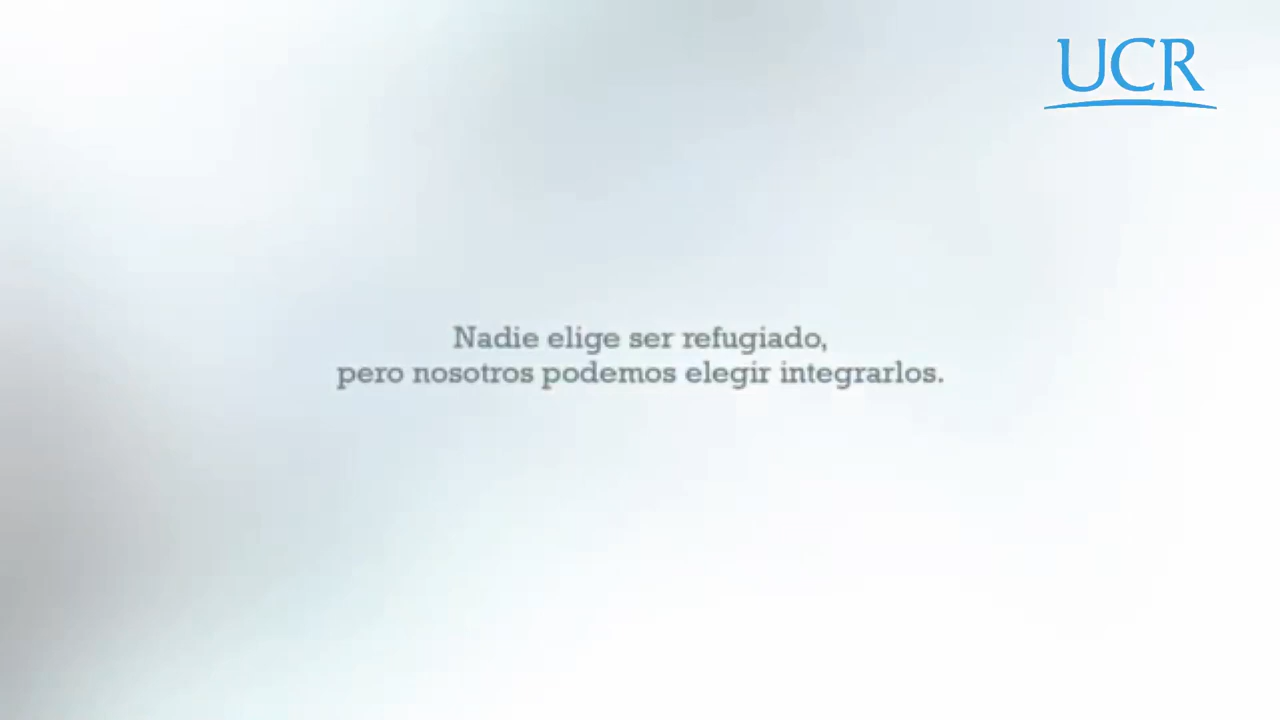 UCR
Nadie elige ser refugiado,
pero nosotros podemos elegir integrarlos.